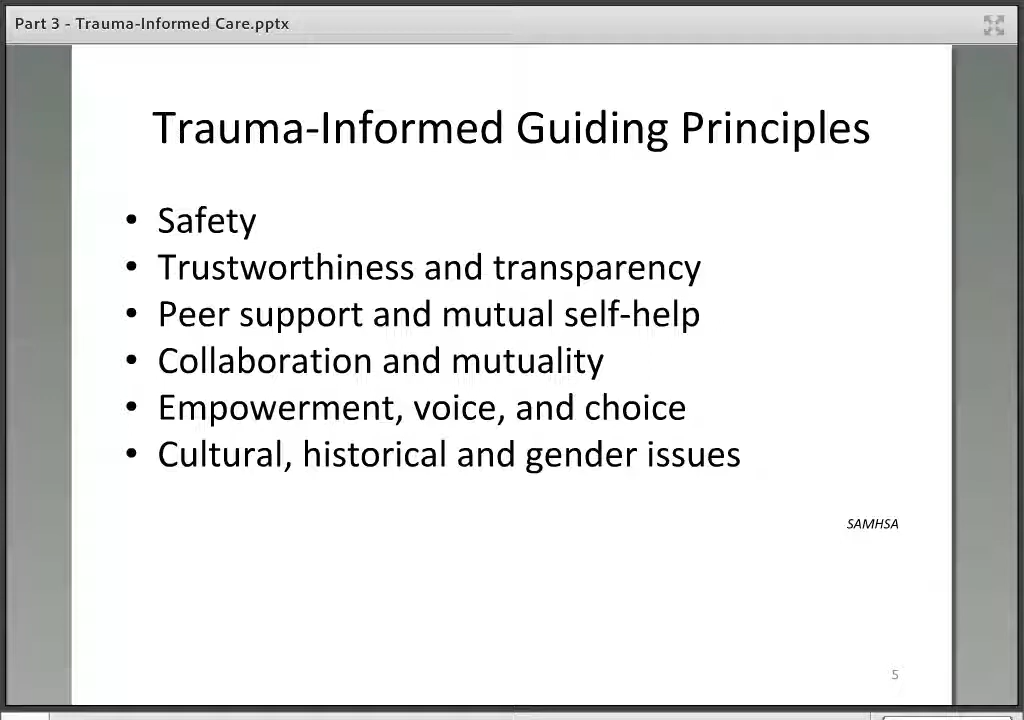 Part 3 - Trauma-Informed Care.pptx
Trauma-Informed Guiding Principles
• Safety
• Trustworthiness and transparency
• Peer support and mutual self-help
• Collaboration and mutuality
• Empowerment, voice, and choice
• Cultural, historical and gender issues
SAMHSA
5